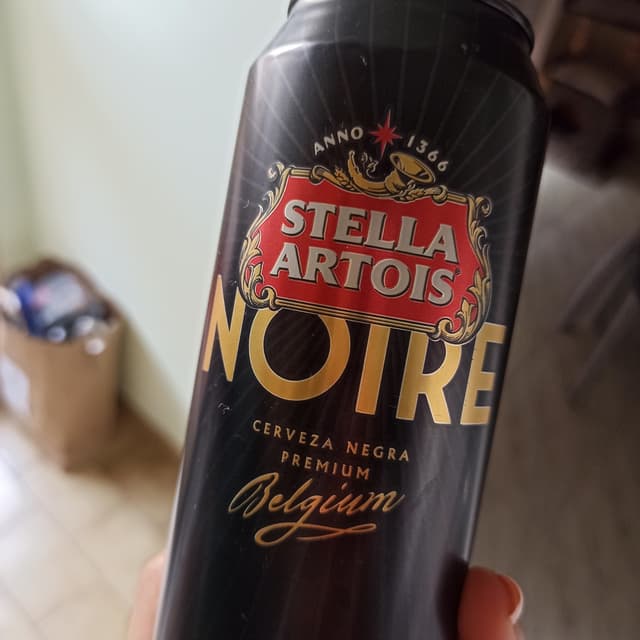 ANNO 1366
STELLA
ARTOIS
NOIRE
CERVEZA NEGRA
PREMIUM
Belgium